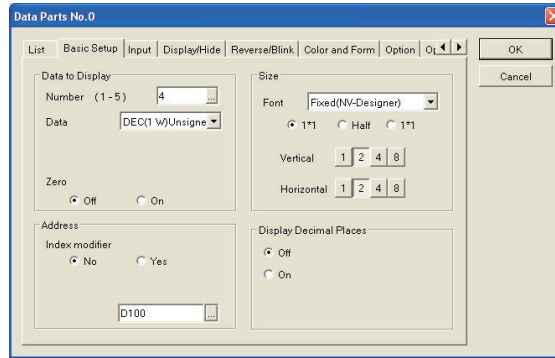 Data Parts No.0
List Basic Setup Input Display/Hide Reverse/Blink Color and Form Option
OK
Cancel
Data to Display
Number (1-5) 4 ...
Data DEC(1 W)Unsigne
Zero
Off On
Address
Index modifier
No Yes
D100 ...
Size
Font Fixed(NV-Designer)
1*1 Half 1*1
Vertical 1 2 4 8
Horizontal 1 2 4 8
Display Decimal Places
Off
On